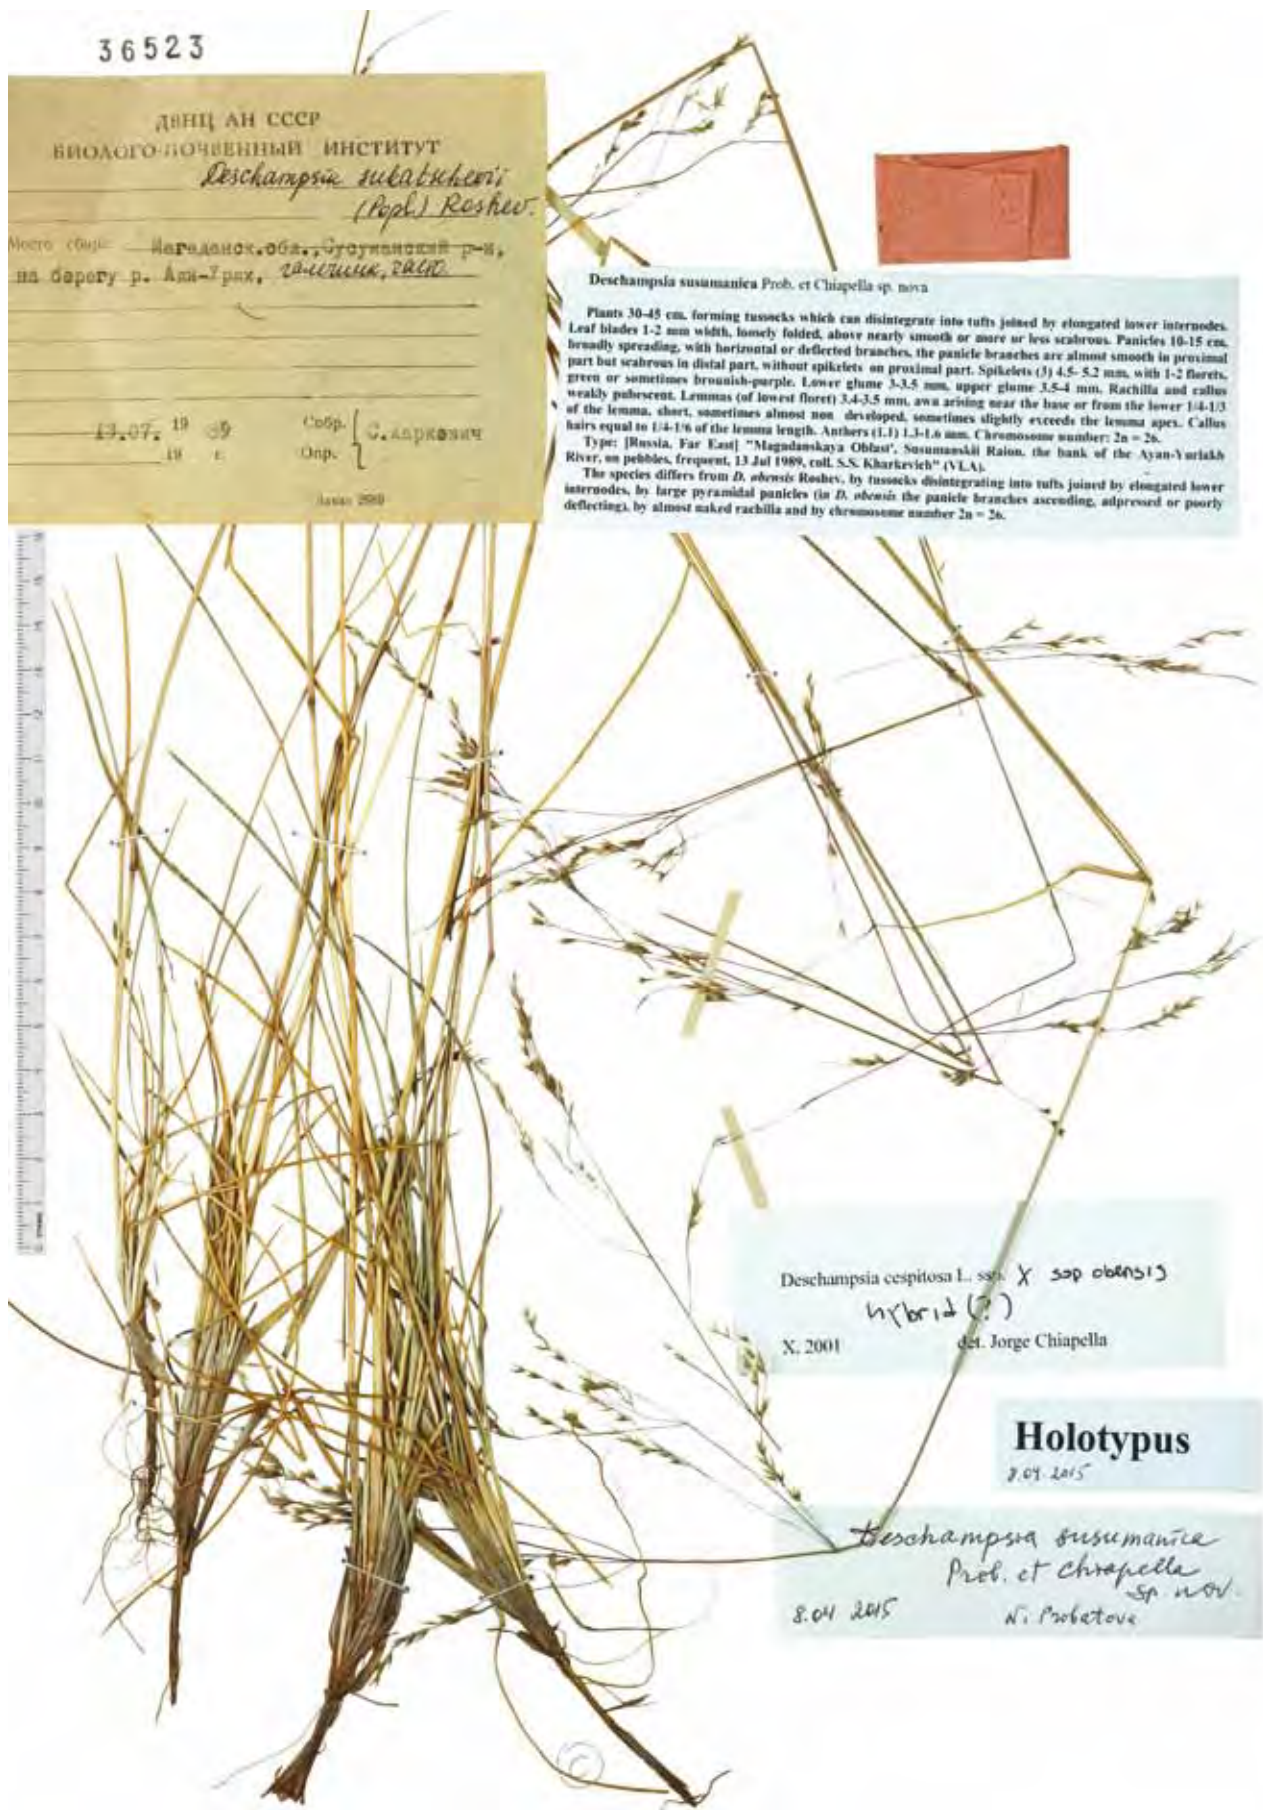 36523
ДВНЦ АН СССР
БИОЛОГО-ПОЧВЕННЫЙ ИНСТИТУТ
Deschampsia sukatschewii
(Popl.) Roshev.
Место сбора Магаданск.обл., Сусуманский р-н,
на берегу р. Аян-Урях, галечник, часто.
13.07. 19 89 Собр. { С.Харкевич
19 г. Опр. {
Заказ 2989
Deschampsia susumanica Prob. et Chiapella sp. nova
Plants 30-45 cm, forming tussocks which can disintegrate into tufts joined by elongated lower internodes.
Leaf blades 1-2 mm width, loosely folded, above nearly smooth or more or less scabrous. Panicles 10-15 cm,
broadly spreading, with horizontal or deflected branches, the panicle branches are almost smooth in proximal
part but scabrous in distal part, without spikelets on proximal part. Spikelets (3) 4.5- 5.2 mm, with 1-2 florets,
green or sometimes brounish-purple. Lower glume 3-3.5 mm, upper glume 3.5-4 mm. Rachilla and callus
weakly pubescent. Lemmas (of lowest floret) 3.4-3.5 mm, awn arising near the base or from the lower 1/4-1/3
of the lemma, short, sometimes almost non developed, sometimes slightly exceeds the lemma apex. Callus
hairs equal to 1/4-1/6 of the lemma length. Anthers (1.1) 1.3-1.6 mm. Chromosome number: 2n = 26.
Type: [Russia, Far East] "Magadanskaya Oblast', Susumanskii Raion, the bank of the Ayan-Yuriakh
River, on pebbles, frequent, 13 Jul 1989, coll. S.S. Kharkevich" (VLA).
The species differs from D. obensis Roshev. by tussocks disintegrating into tufts joined by elongated lower
internodes, by large pyramidal panicles (in D. obensis the panicle branches ascending, adpressed or poorly
deflecting), by almost naked rachilla and by chromosome number 2n = 26.
Deschampsia cespitosa L. ssp. X ssp obensis
hybrid (?)
X. 2001 det. Jorge Chiapella
Holotypus
8.04.2015
Deschampsia susumanica
Prob. et Chiapella
sp. nov.
8.04 2015 N. Probatova